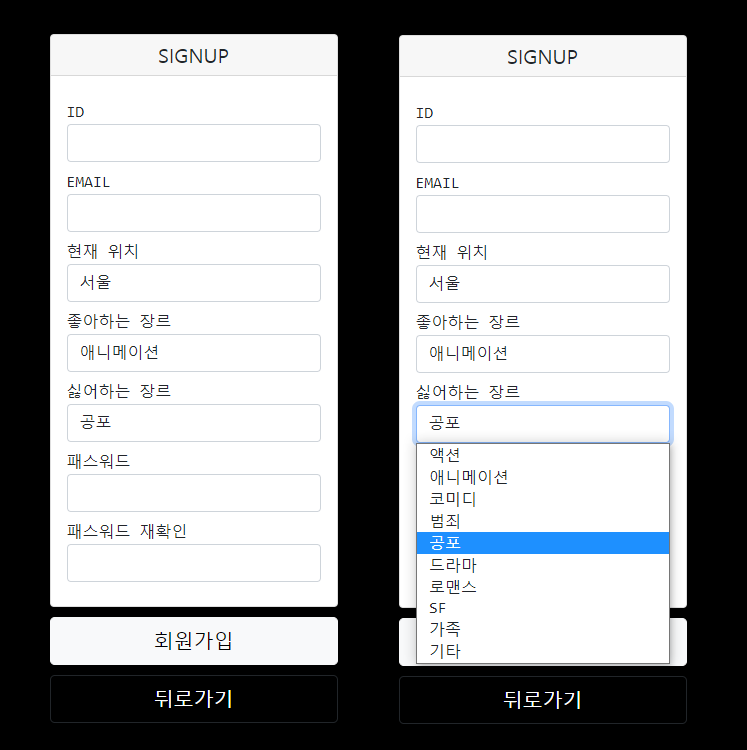 SIGNUP
ID
EMAIL
현재 위치
서울
좋아하는 장르
애니메이션
싫어하는 장르
공포
패스워드
패스워드 재확인
회원가입
뒤로가기
SIGNUP
ID
EMAIL
현재 위치
서울
좋아하는 장르
애니메이션
싫어하는 장르
공포
액션
애니메이션
코미디
범죄
공포
드라마
로맨스
SF
가족
기타
뒤로가기